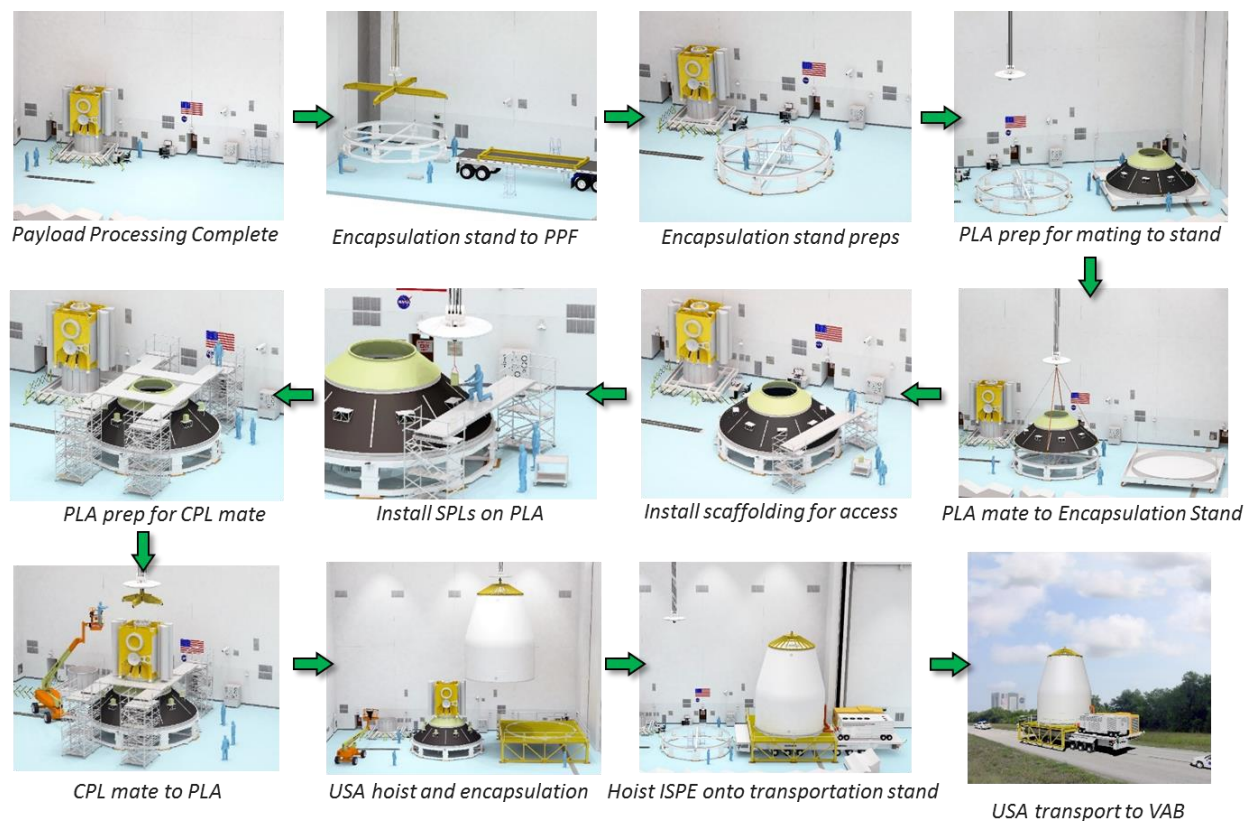 Payload Processing Complete
Encapsulation stand to PPF
Encapsulation stand preps
PLA prep for mating to stand
PLA mate to Encapsulation Stand
Install scaffolding for access
Install SPLs on PLA
PLA prep for CPL mate
CPL mate to PLA
USA hoist and encapsulation
Hoist ISPE onto transportation stand
USA transport to VAB